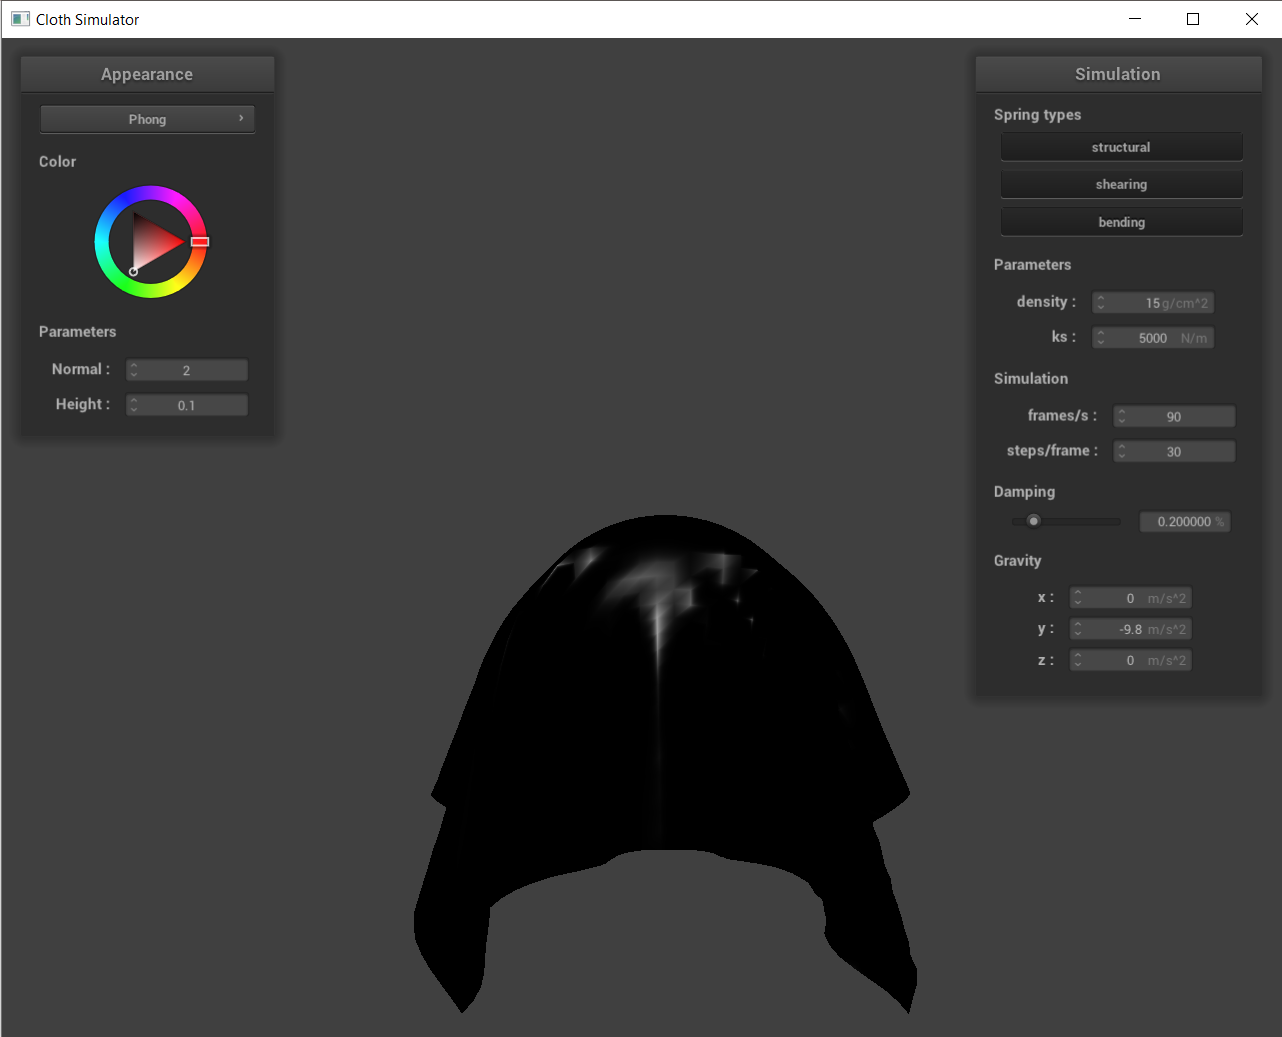 Cloth Simulator
Appearance
Phong
Color
Parameters
Normal : 2
Height : 0.1
Simulation
Spring types
structural
shearing
bending
Parameters
density : 15 g/cm^2
ks : 5000 N/m
Simulation
frames/s : 90
steps/frame : 30
Damping
0.200000 %
Gravity
x : 0 m/s^2
y : -9.8 m/s^2
z : 0 m/s^2